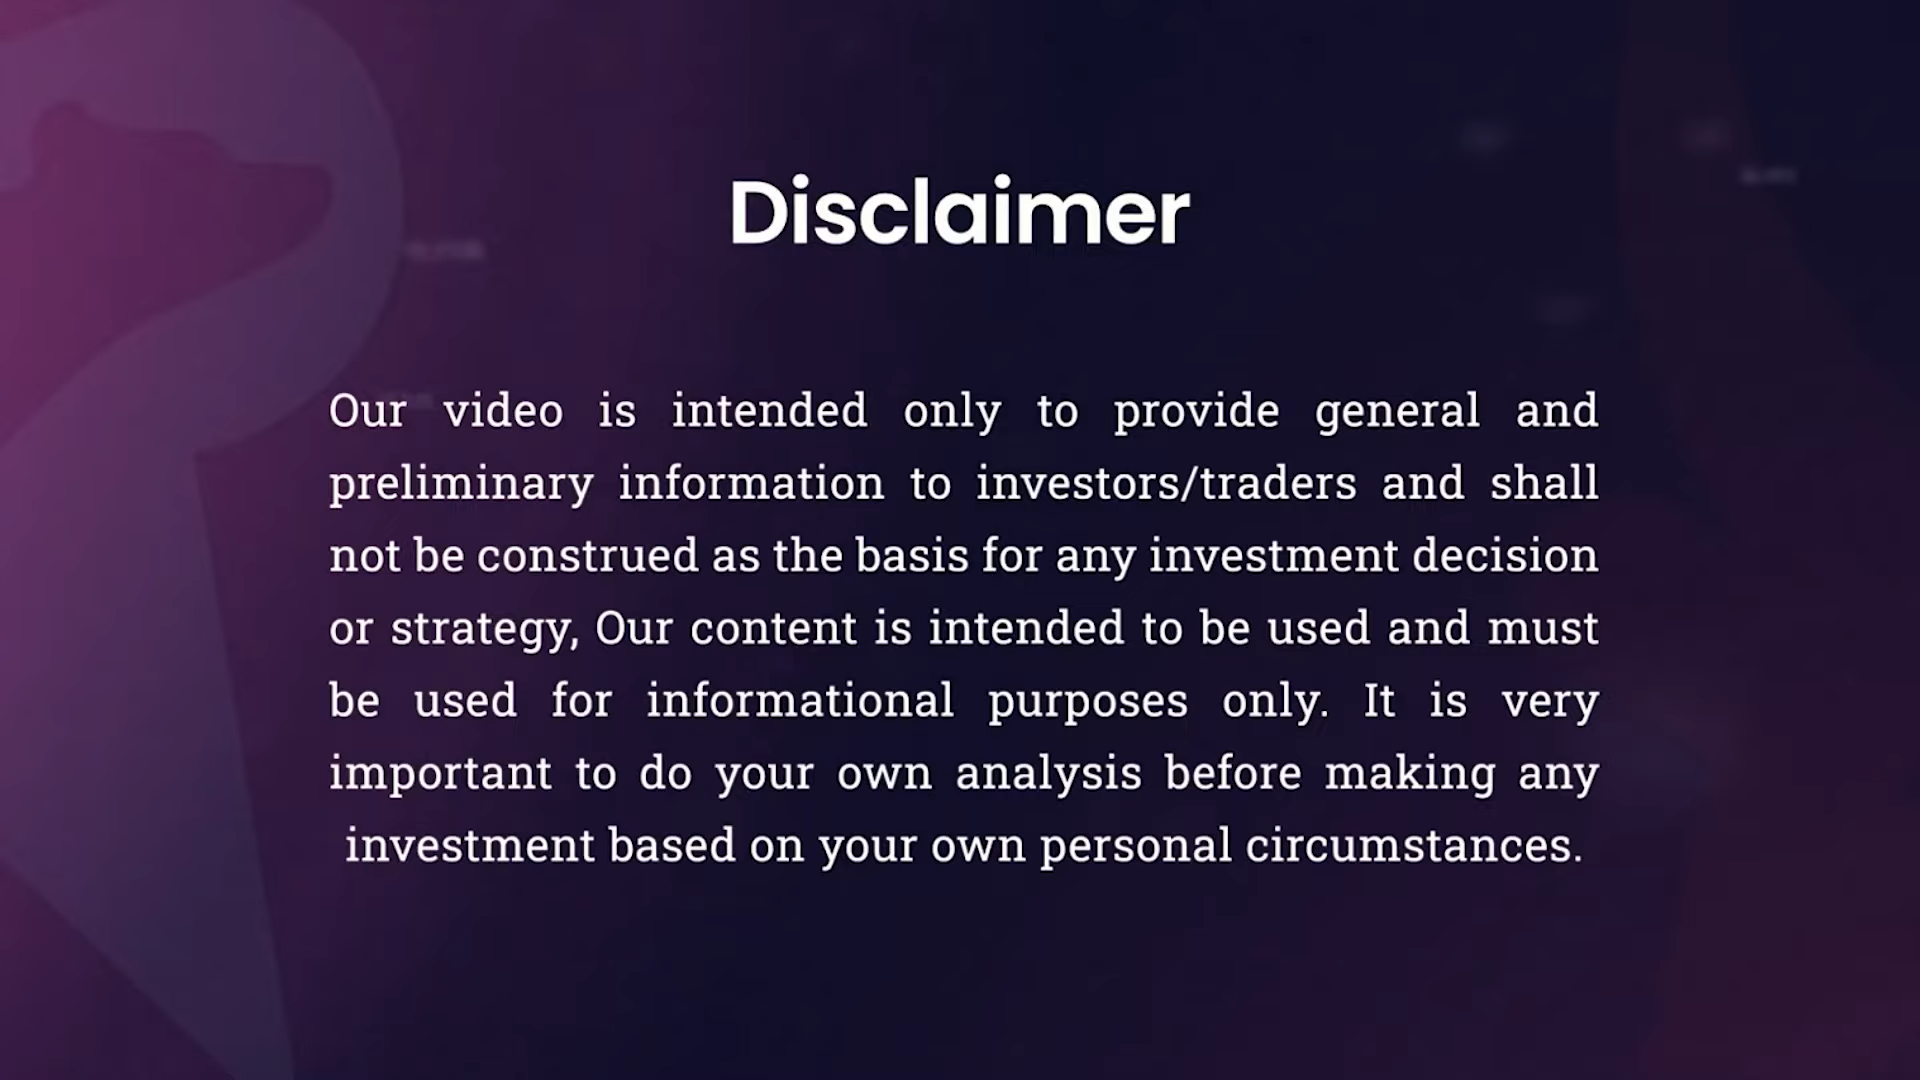 Disclaimer
Our video is intended only to provide general and
preliminary information to investors/traders and shall
not be construed as the basis for any investment decision
or strategy, Our content is intended to be used and must
be used for informational purposes only. It is very
important to do your own analysis before making any
investment based on your own personal circumstances.